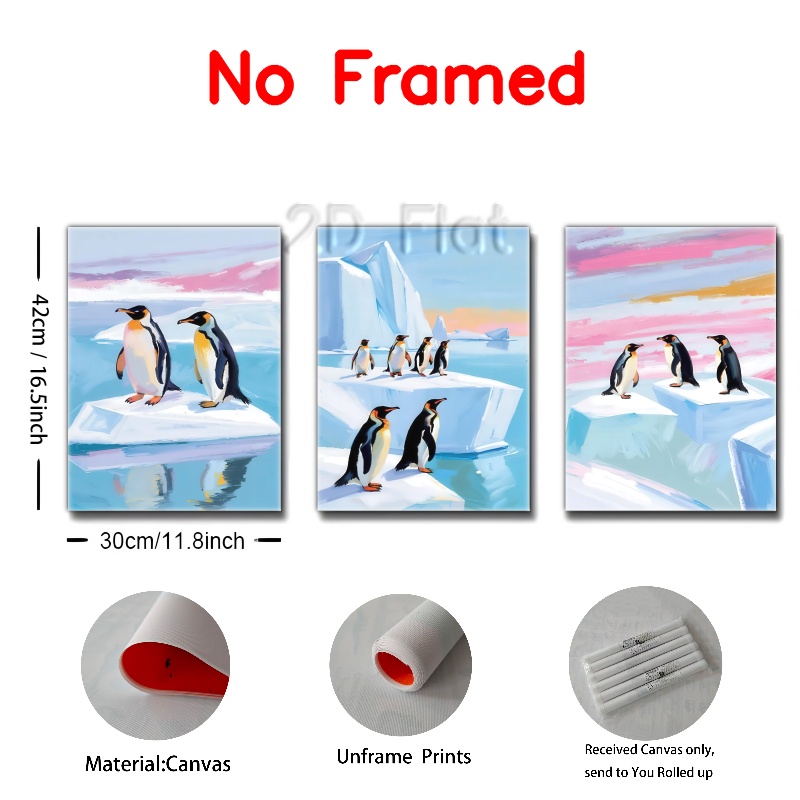 No Framed
2D Flat
42cm / 16.5inch
30cm/11.8inch
Material:Canvas
Unframe Prints
Received Canvas only,
send to You Rolled up